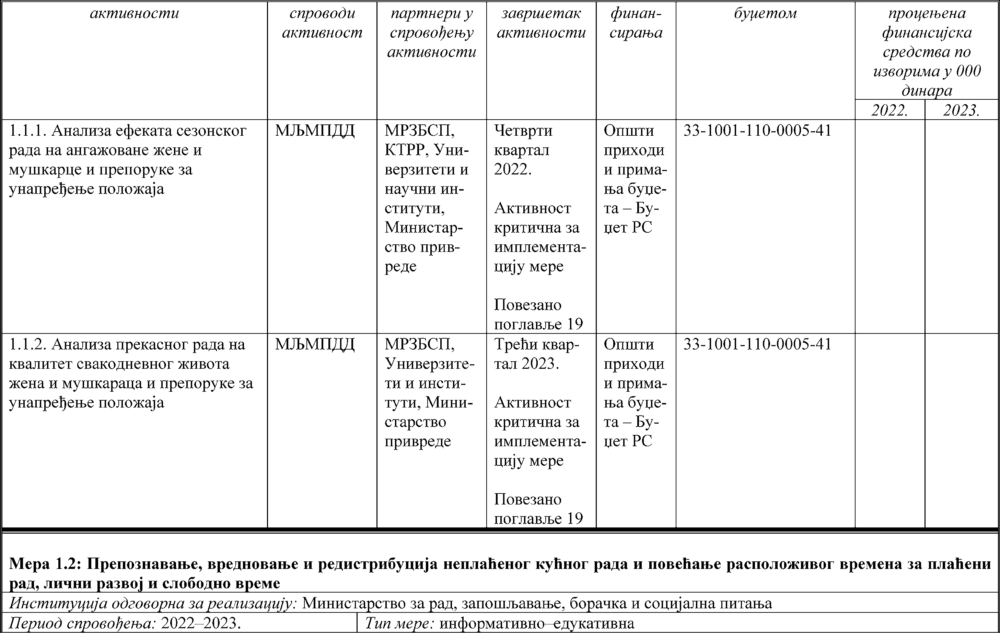 активности
спроводи
активност
партнери у
спровођењу
активности
завршетак
активности
финан-
сирања
буџетом
процењена
финансијска
средства по
изворима у 000
динара
2022.
2023.
1.1.1. Анализа ефеката сезонског
рада на ангажоване жене и
мушкарце и препоруке за
унапређење положаја
МЉМПДД
МРЗБСП,
КТРР, Уни-
верзитети и
научни ин-
ститути,
Министар-
ство прив-
реде
Четврти
квартал
2022.
Активност
критична за
имплемента-
цију мере
Повезано
поглавље 19
Општи
приходи
и прима-
ња буџе-
та – Бу-
џет РС
33-1001-110-0005-41
1.1.2. Анализа прекасног рада на
квалитет свакодневног живота
жена и мушкараца и препоруке за
унапређење положаја
МЉМПДД
МРЗБСП,
Универзите-
ти и инсти-
тути, Мини-
старство
привреде
Трећи квар-
тал 2023.
Активност
критична за
имплемента-
цију мере
Повезано
поглавље 19
Општи
приходи
и прима-
ња буџе-
та – Бу-
џет РС
33-1001-110-0005-41
Мера 1.2: Препознавање, вредновање и редистрибуција неплаћеног кућног рада и повећање расположивог времена за плаћени
рад, лични развој и слободно време
Институција одговорна за реализацију: Министарство за рад, запошљавање, борачка и социјална питања
Период спровођења: 2022–2023.
Тип мере: информативно–едукативна